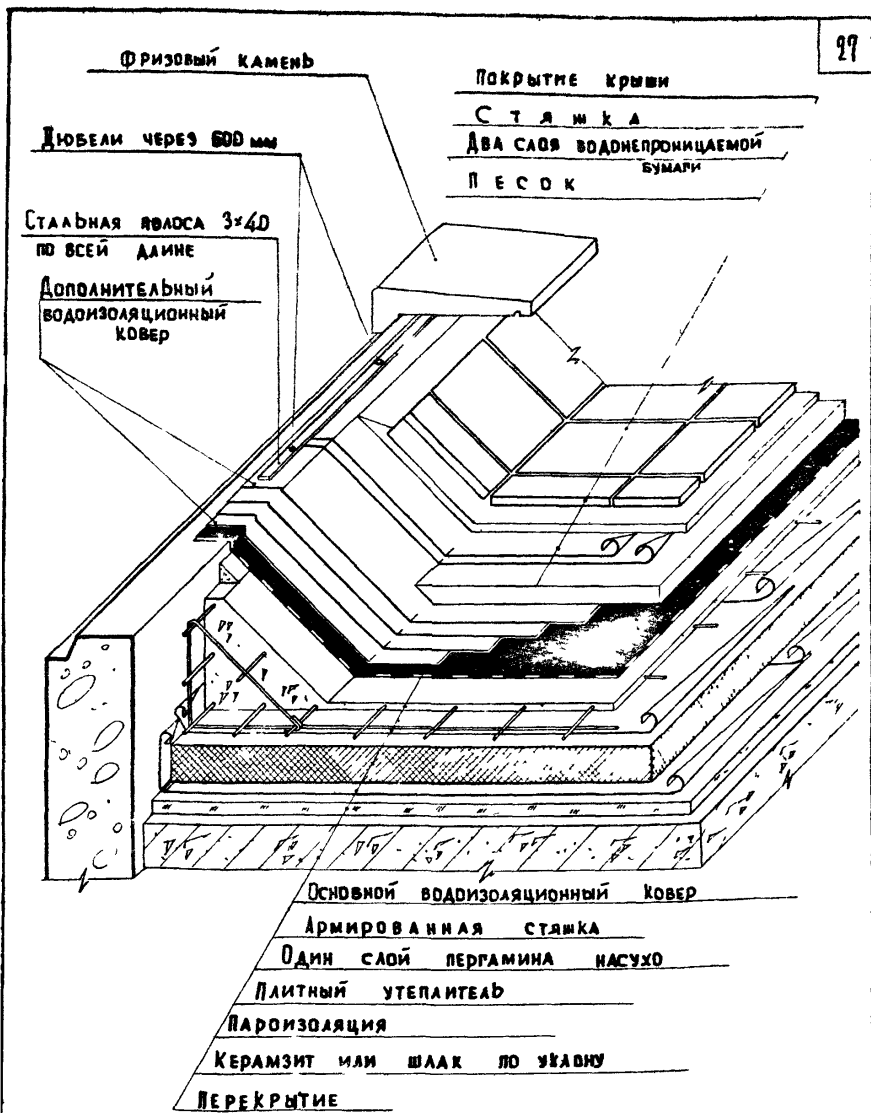 27
Фризовый камень
Дюбели через 600 мм
Стальная полоса 3×40
по всей длине
Дополнительный
водоизоляционный
ковер
Покрытие крыши
Стяжка
Два слоя водонепроницаемой
бумаги
Песок
Основной водоизоляционный ковер
Армированная стяжка
Один слой пергамина насухо
Плитный утеплитель
Пароизоляция
Керамзит или шлак по уклону
Перекрытие